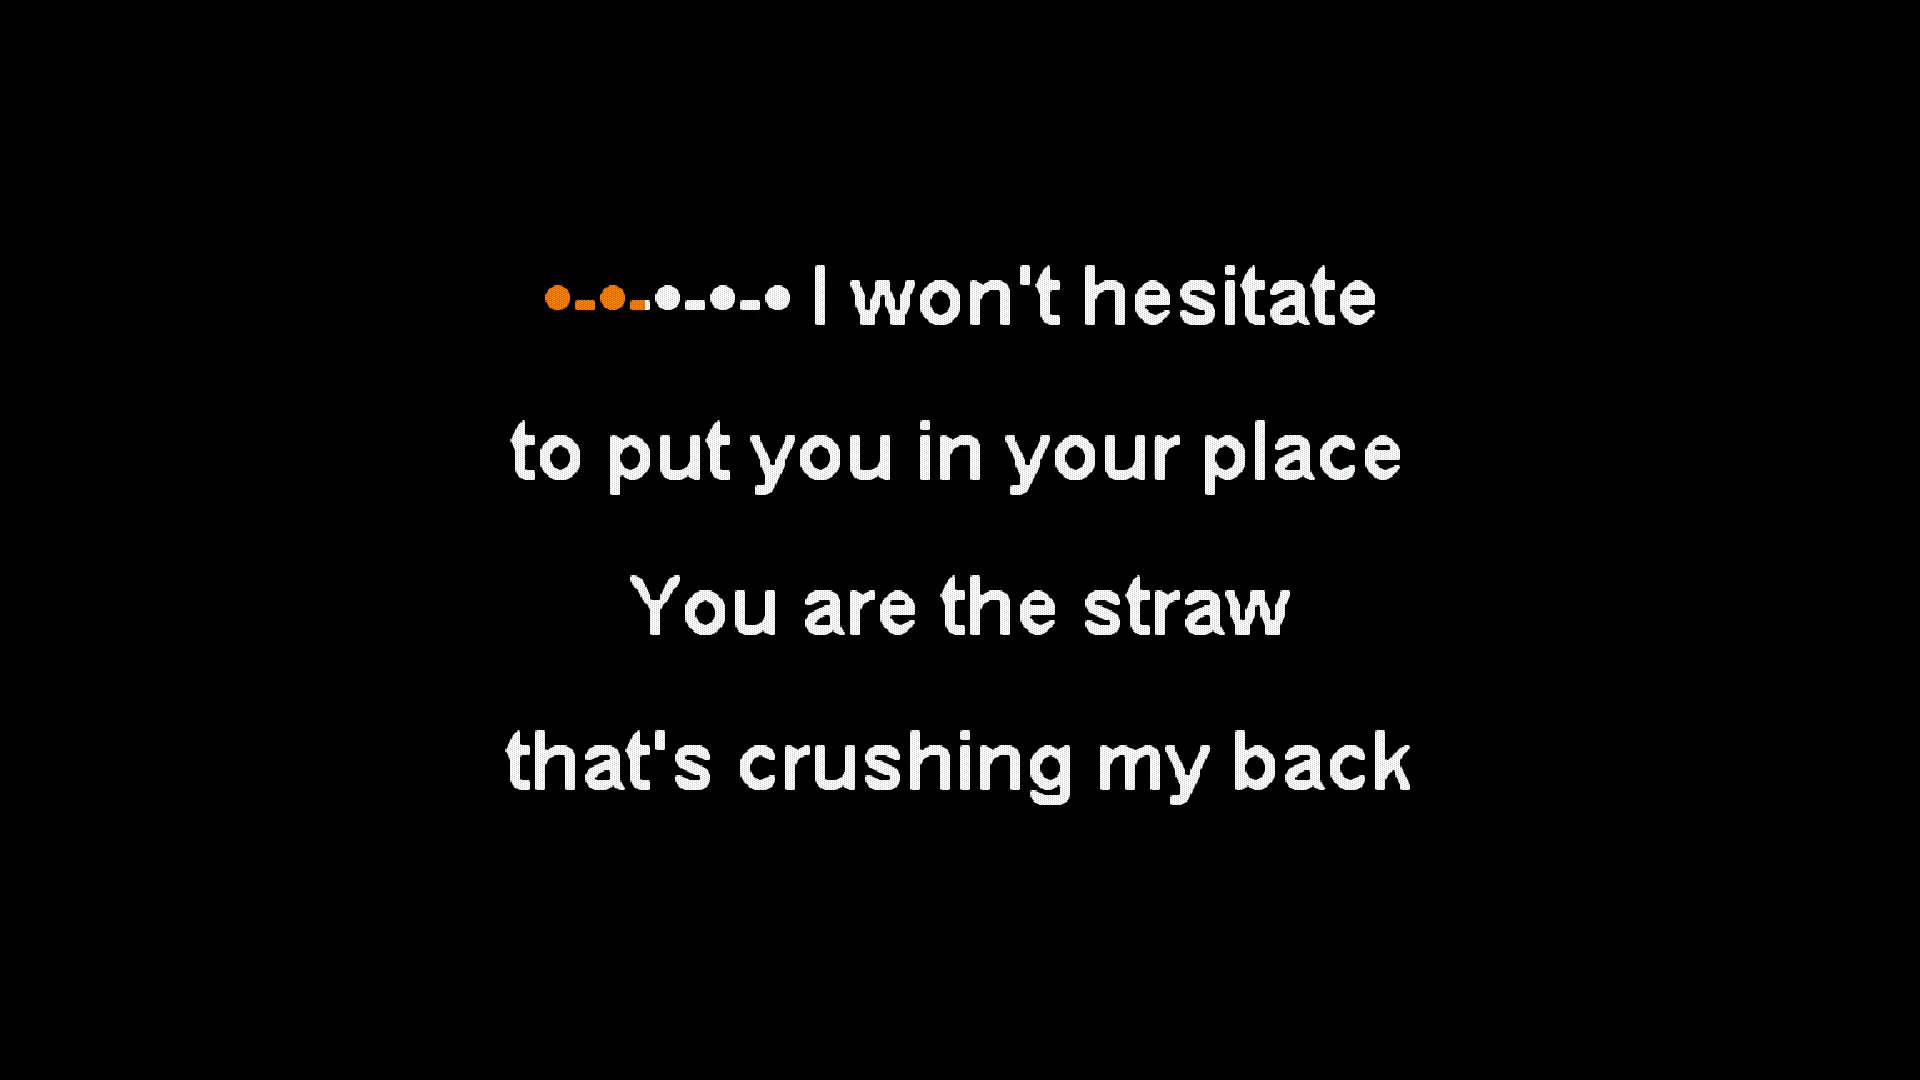 ●-●-●-●-● I won't hesitate
to put you in your place
You are the straw
that's crushing my back